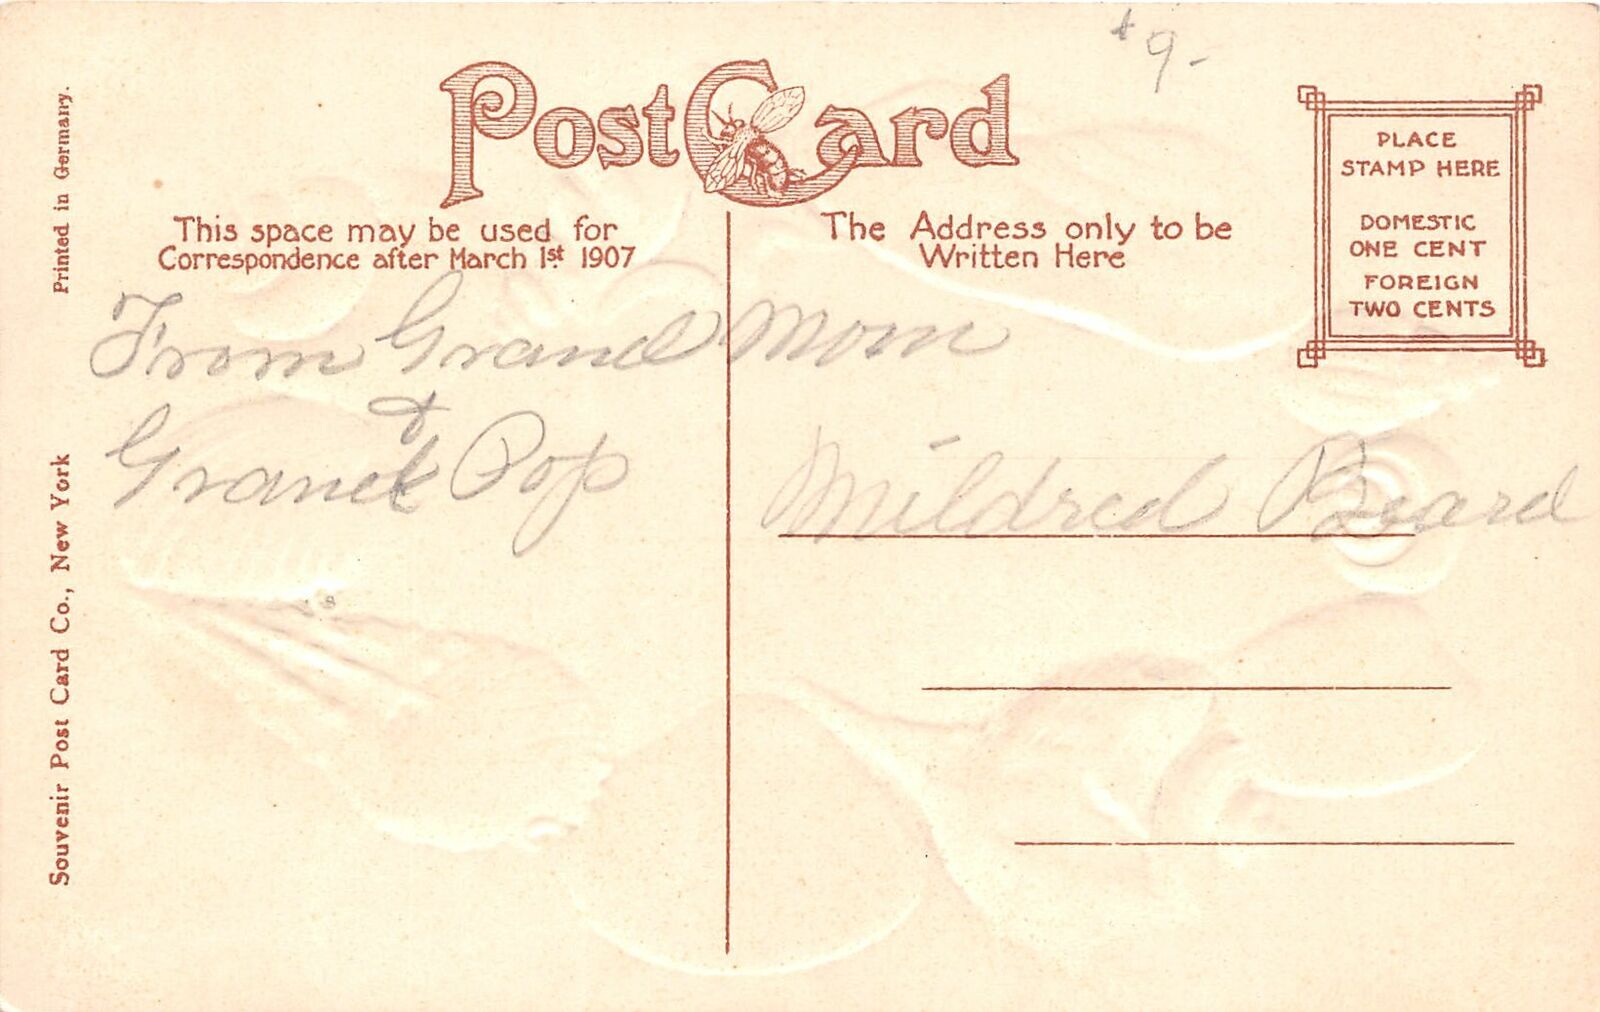 $9-
Post Card
This space may be used for
Correspondence after March 1st 1907
The Address only to be
Written Here
PLACE
STAMP HERE
DOMESTIC
ONE CENT
FOREIGN
TWO CENTS
From Grand Mom
&
Grand Pop
Mildred Beard
Printed in Germany.
Souvenir Post Card Co., New York